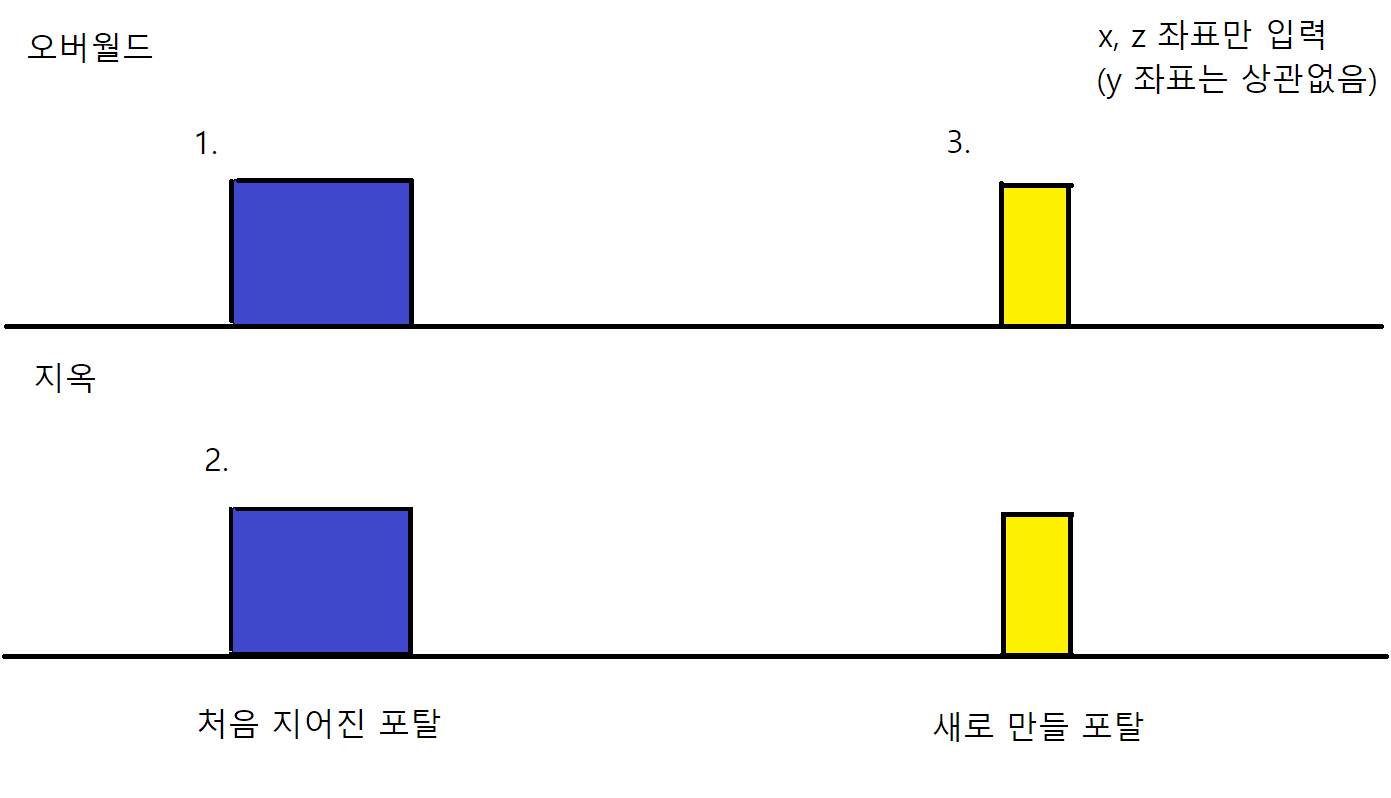 오버월드
x, z 좌표만 입력
(y 좌표는 상관없음)
1.
3.
지옥
2.
처음 지어진 포탈
새로 만들 포탈